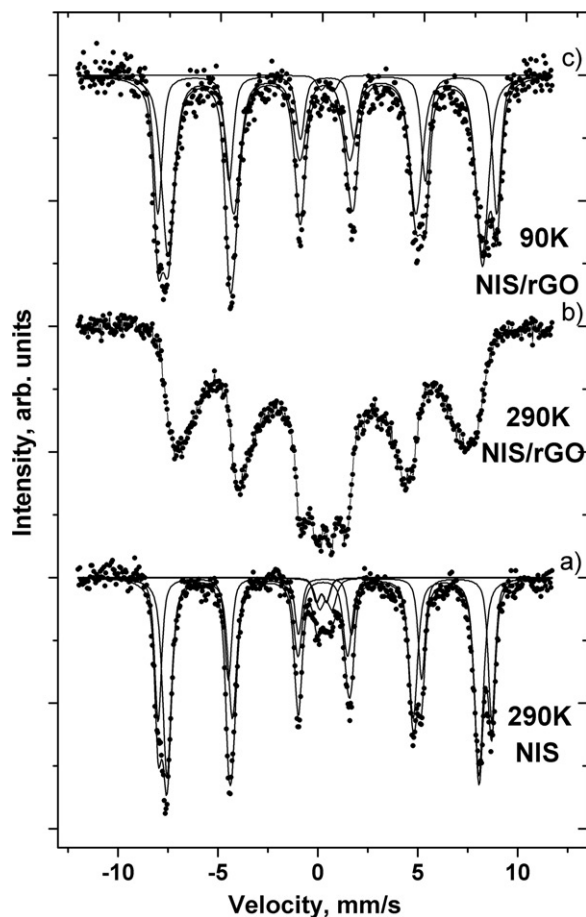 c)
90K
NIS/rGO
b)
290K
NIS/rGO
a)
290K
NIS
Intensity, arb. units
-10 -5 0 5 10
Velocity, mm/s